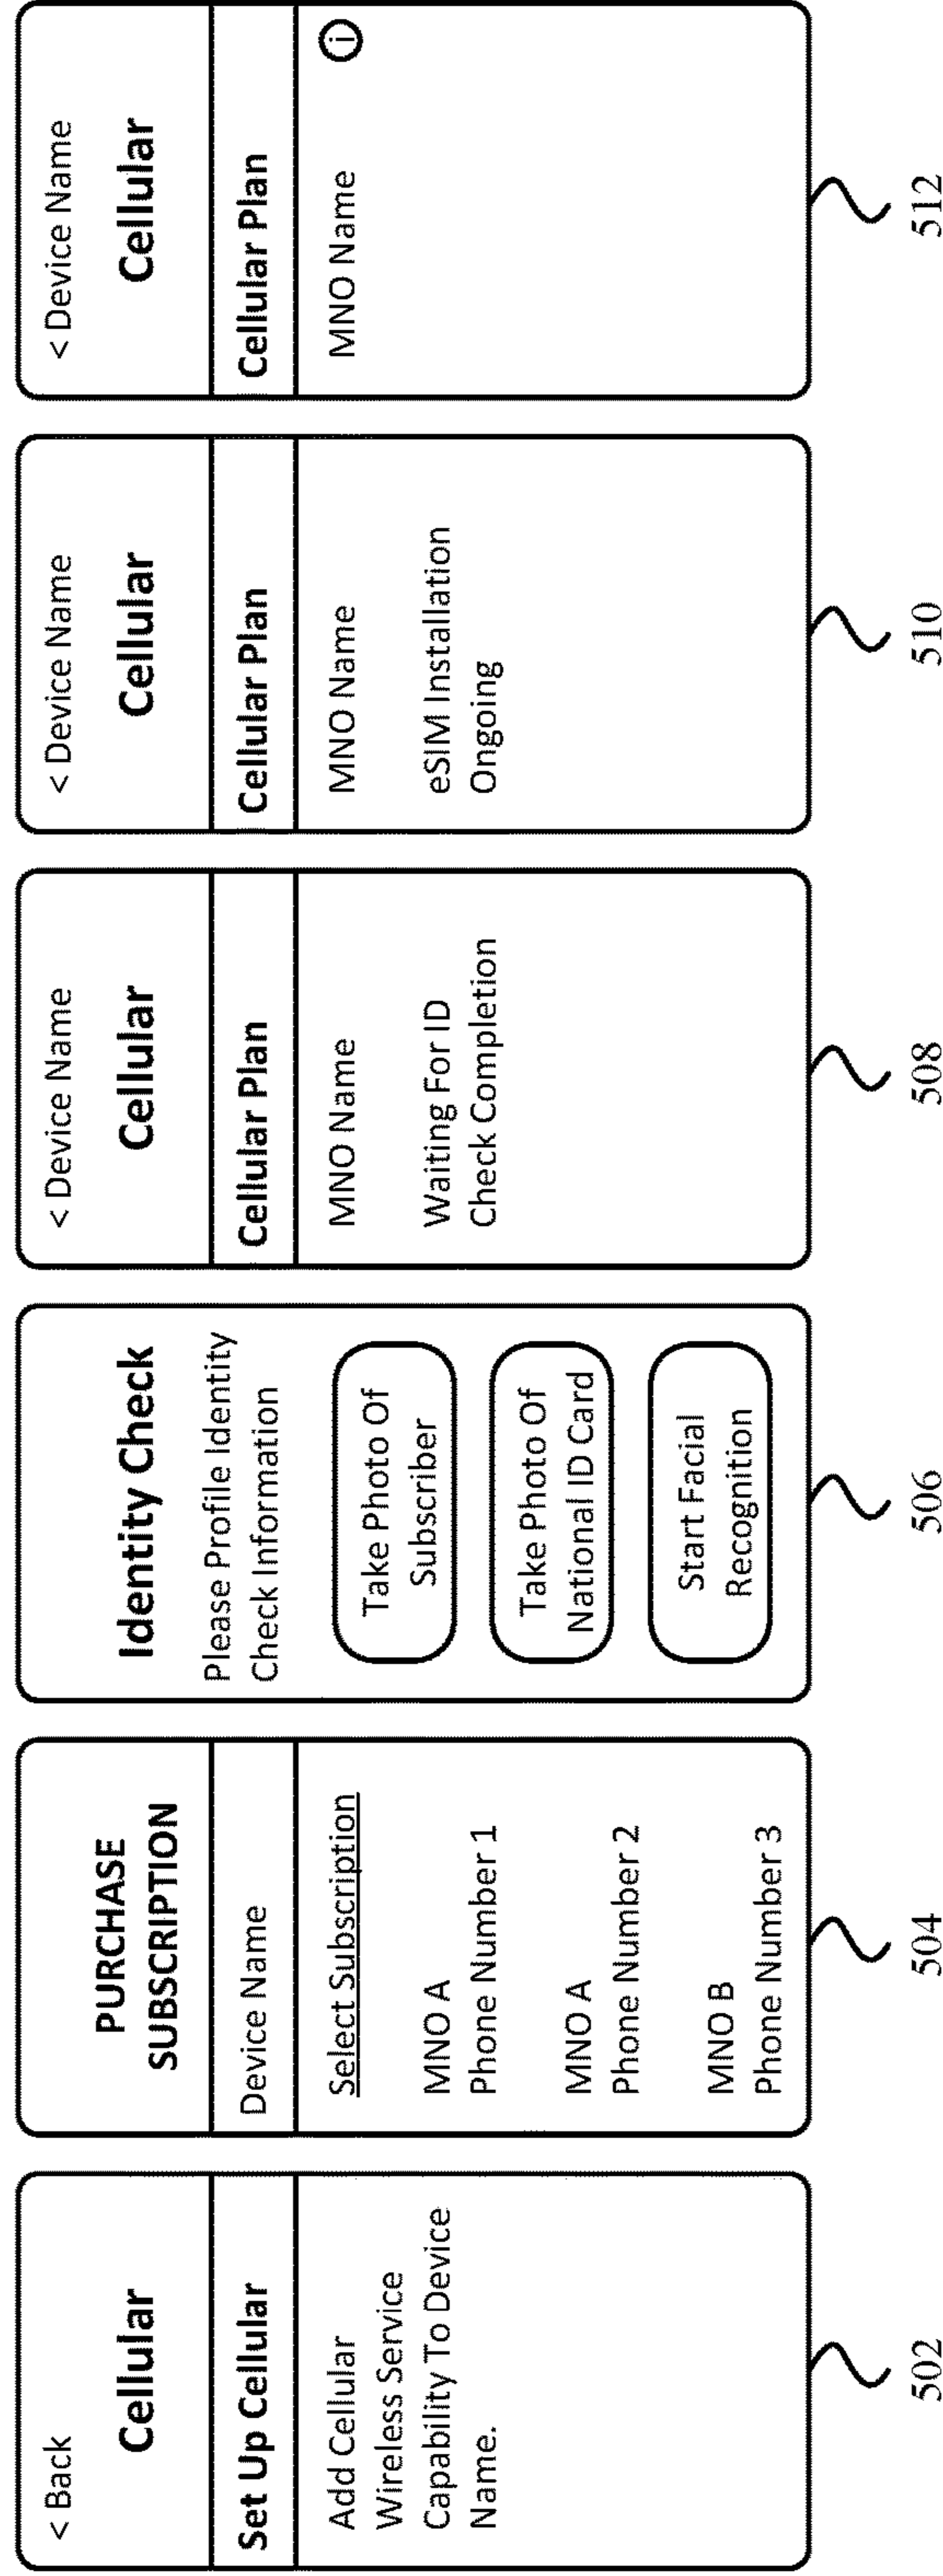 < Back
Cellular
Set Up Cellular
Add Cellular
Wireless Service
Capability To Device
Name.
502
PURCHASE
SUBSCRIPTION
Device Name
Select Subscription
MNO A
Phone Number 1
MNO A
Phone Number 2
MNO B
Phone Number 3
504
Identity Check
Please Profile Identity
Check Information
Take Photo Of
Subscriber
Take Photo Of
National ID Card
Start Facial
Recognition
506
< Device Name
Cellular
Cellular Plan
MNO Name
Waiting For ID
Check Completion
508
< Device Name
Cellular
Cellular Plan
MNO Name
eSIM Installation
Ongoing
510
< Device Name
Cellular
Cellular Plan
MNO Name
i
512